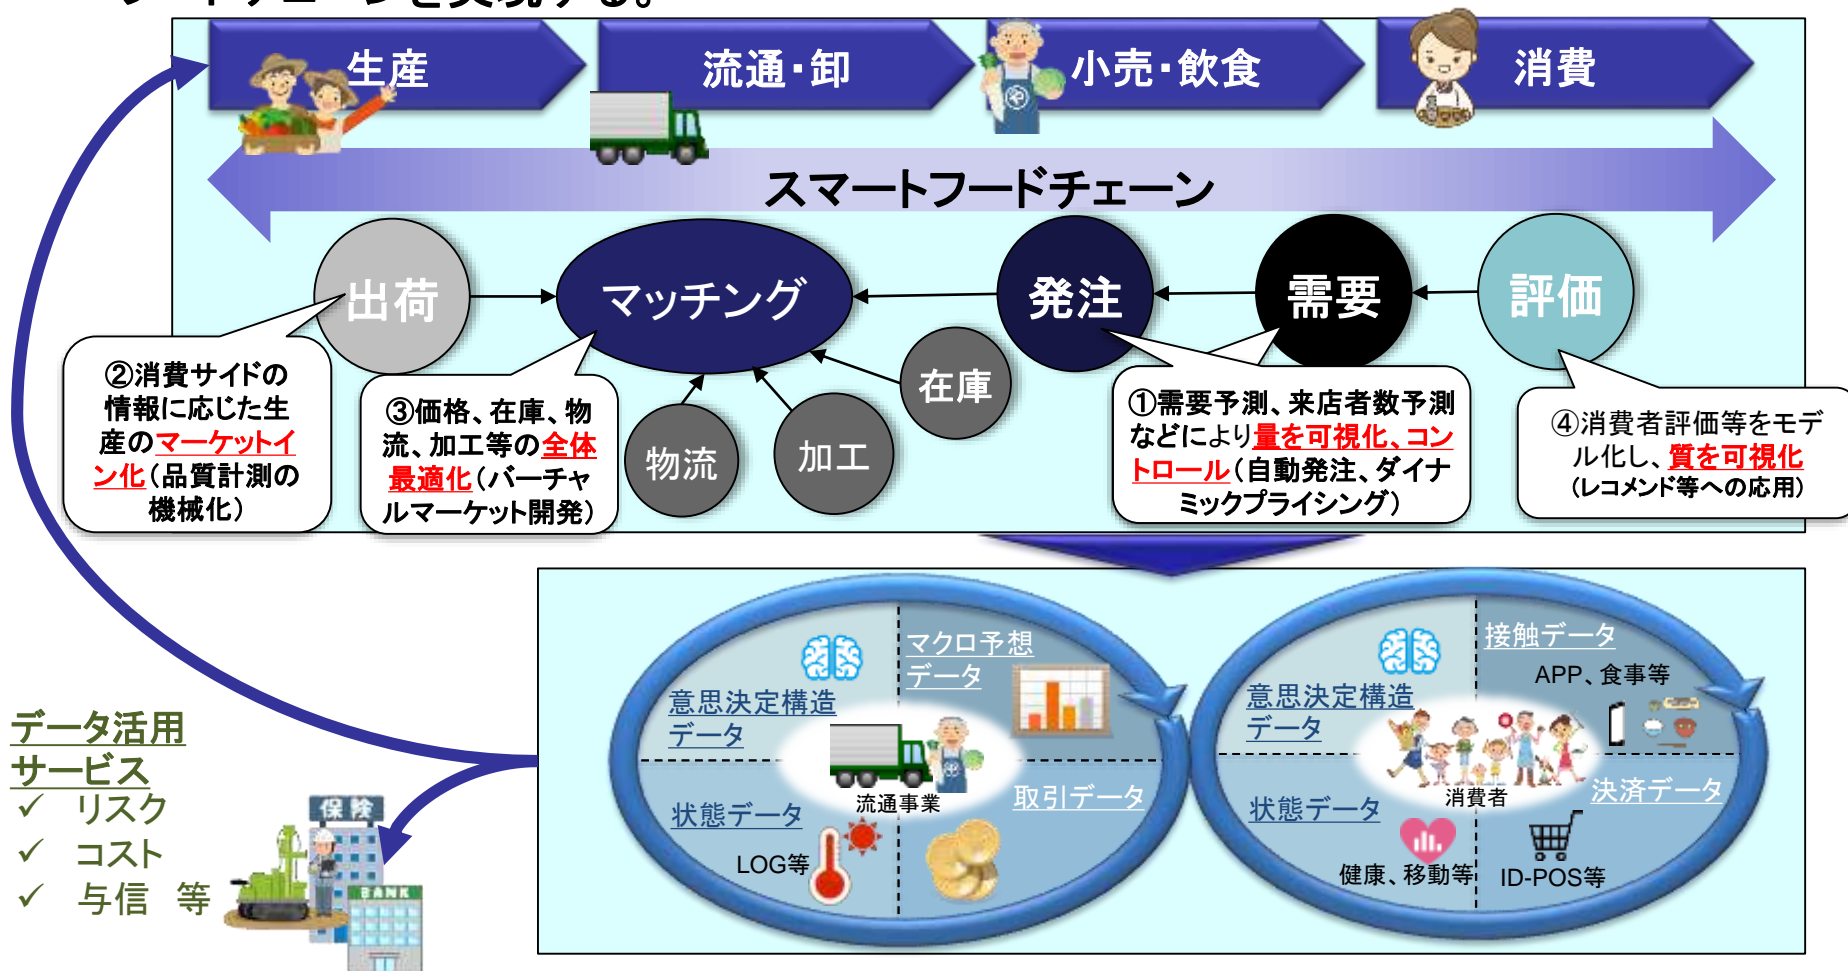 フードチェーンを実現する。
生産
流通・卸
小売・飲食
消費
スマートフードチェーン
出荷
マッチング
発注
需要
評価
在庫
物流
加工
②消費サイドの
情報に応じた生
産のマーケットイ
ン化(品質計測の
機械化)
③価格、在庫、物
流、加工等の全体
最適化(バーチャ
ルマーケット開発)
①需要予測、来店者数予測
などにより量を可視化、コン
トロール(自動発注、ダイナ
ミックプライシング)
④消費者評価等をモデ
ル化し、質を可視化
(レコメンド等への応用)
マクロ予想
データ
意思決定構造
データ
流通事業
状態データ
LOG等
取引データ
接触データ
APP、食事等
意思決定構造
データ
消費者
状態データ
健康、移動等
決済データ
ID-POS等
データ活用
サービス
✓ リスク
✓ コスト
✓ 与信 等
保険
BANK